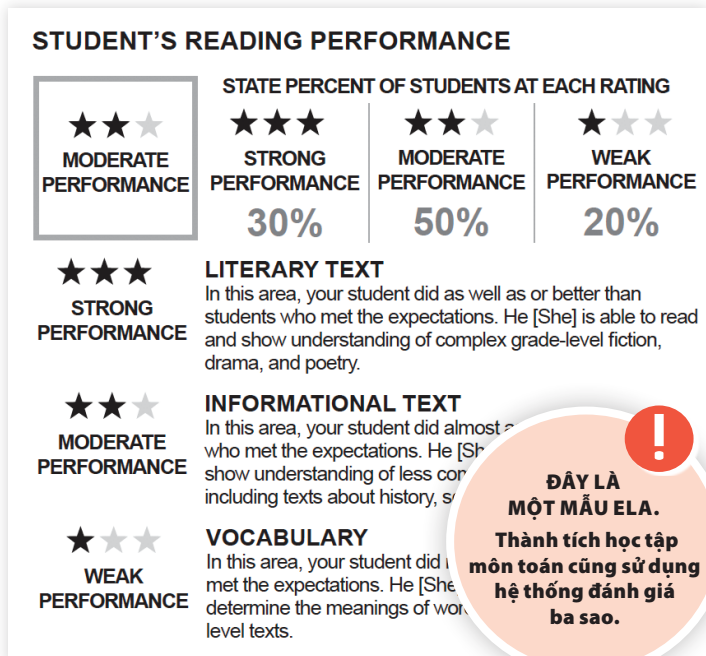 STUDENT'S READING PERFORMANCE
STATE PERCENT OF STUDENTS AT EACH RATING
MODERATE
PERFORMANCE
STRONG
PERFORMANCE
30%
MODERATE
PERFORMANCE
50%
WEAK
PERFORMANCE
20%
STRONG
PERFORMANCE
LITERARY TEXT
In this area, your student did as well as or better than
students who met the expectations. He [She] is able to read
and show understanding of complex grade-level fiction,
drama, and poetry.
MODERATE
PERFORMANCE
INFORMATIONAL TEXT
In this area, your student did almost
who met the expectations. He
show understanding of less
including texts about history,
WEAK
PERFORMANCE
VOCABULARY
In this area, your student did
met the expectations. He [She
determine the meanings of
level texts.
!
ĐÂY LÀ
MỘT MẪU ELA.
Thành tích học tập
môn toán cũng sử dụng
hệ thống đánh giá
ba sao.